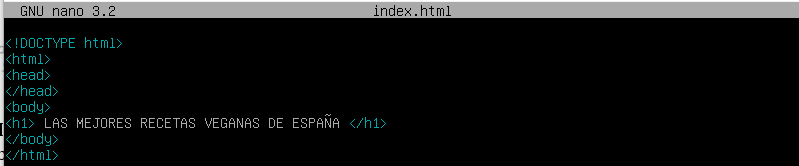 GNU nano 3.2 index.html
<!DOCTYPE html>
<html>
<head>
</head>
<body>
<h1> LAS MEJORES RECETAS VEGANAS DE ESPAÑA </h1>
</body>
</html>